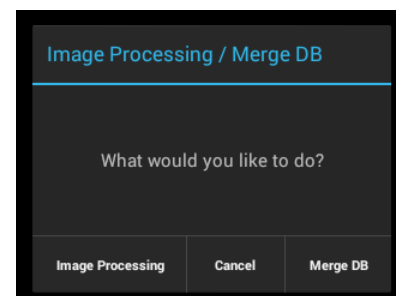 Image Processing / Merge DB
What would you like to do?
Image Processing Cancel Merge DB